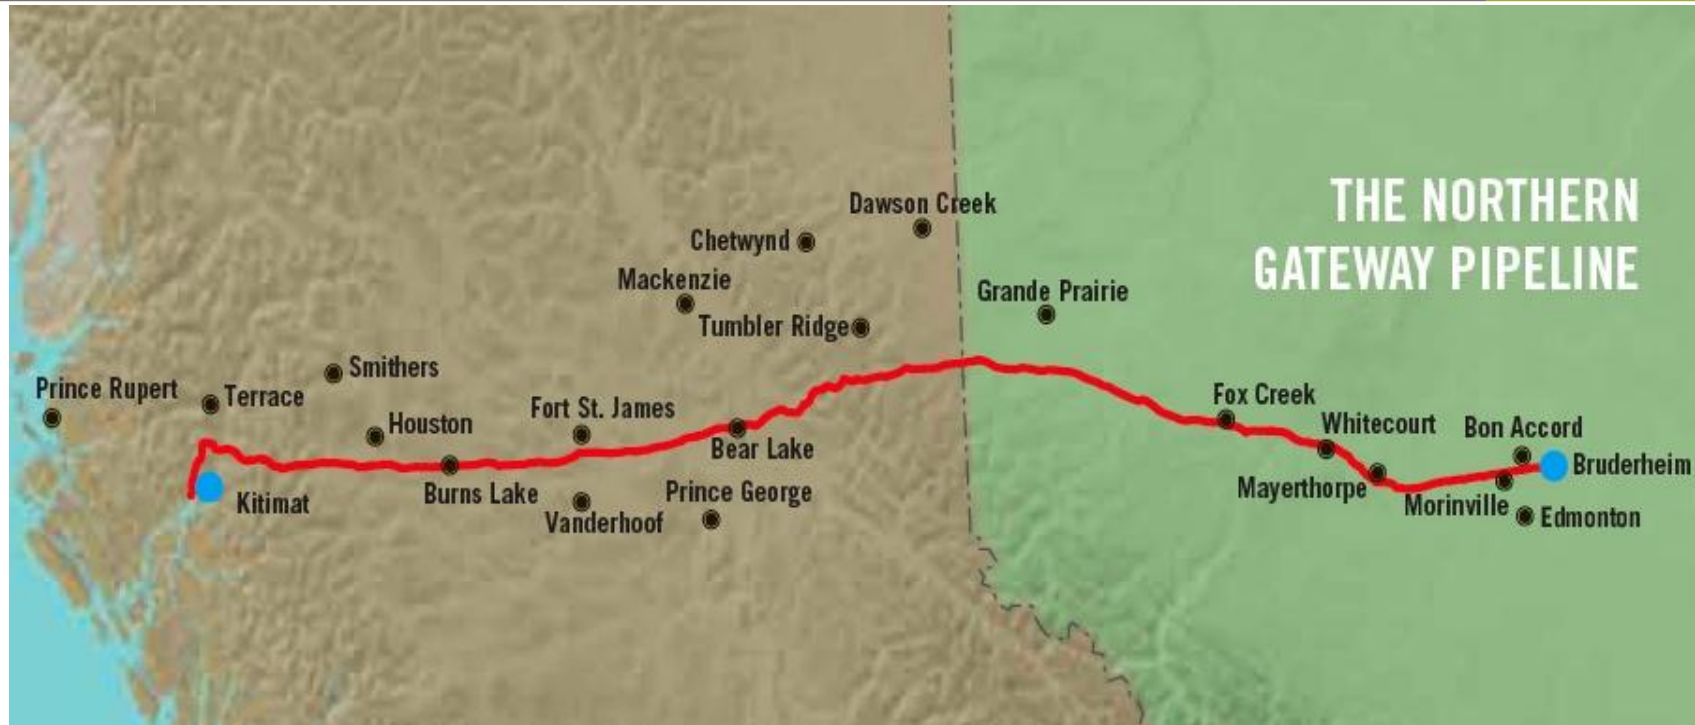 THE NORTHERN
GATEWAY PIPELINE
Dawson Creek
Chetwynd
Mackenzie
Tumbler Ridge
Grande Prairie
Prince Rupert
Terrace
Smithers
Houston
Fort St. James
Bear Lake
Kitimat
Burns Lake
Vanderhoof
Prince George
Fox Creek
Whitecourt
Bon Accord
Bruderheim
Mayerthorpe
Morinville
Edmonton